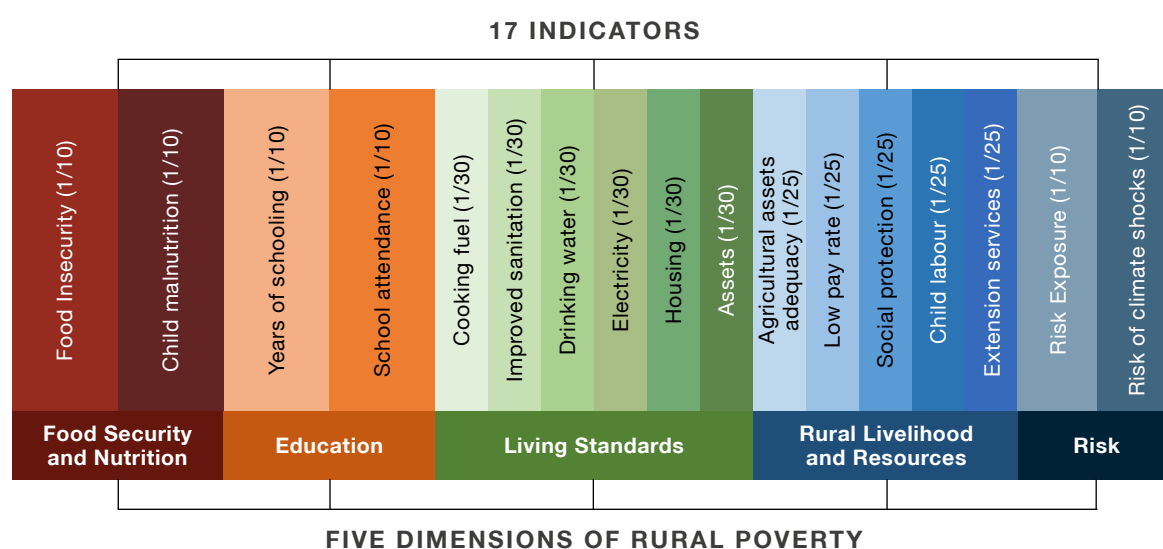 17 INDICATORS
Food Insecurity (1/10)
Child malnutrition (1/10)
Years of schooling (1/10)
School attendance (1/10)
Cooking fuel (1/30)
Improved sanitation (1/30)
Drinking water (1/30)
Electricity (1/30)
Housing (1/30)
Assets (1/30)
Agricultural assets
adequacy (1/25)
Low pay rate (1/25)
Social protection (1/25)
Child labour (1/25)
Extension services (1/25)
Risk Exposure (1/10)
Risk of climate shocks (1/10)
Food Security
and Nutrition
Education
Living Standards
Rural Livelihood
and Resources
Risk
FIVE DIMENSIONS OF RURAL POVERTY